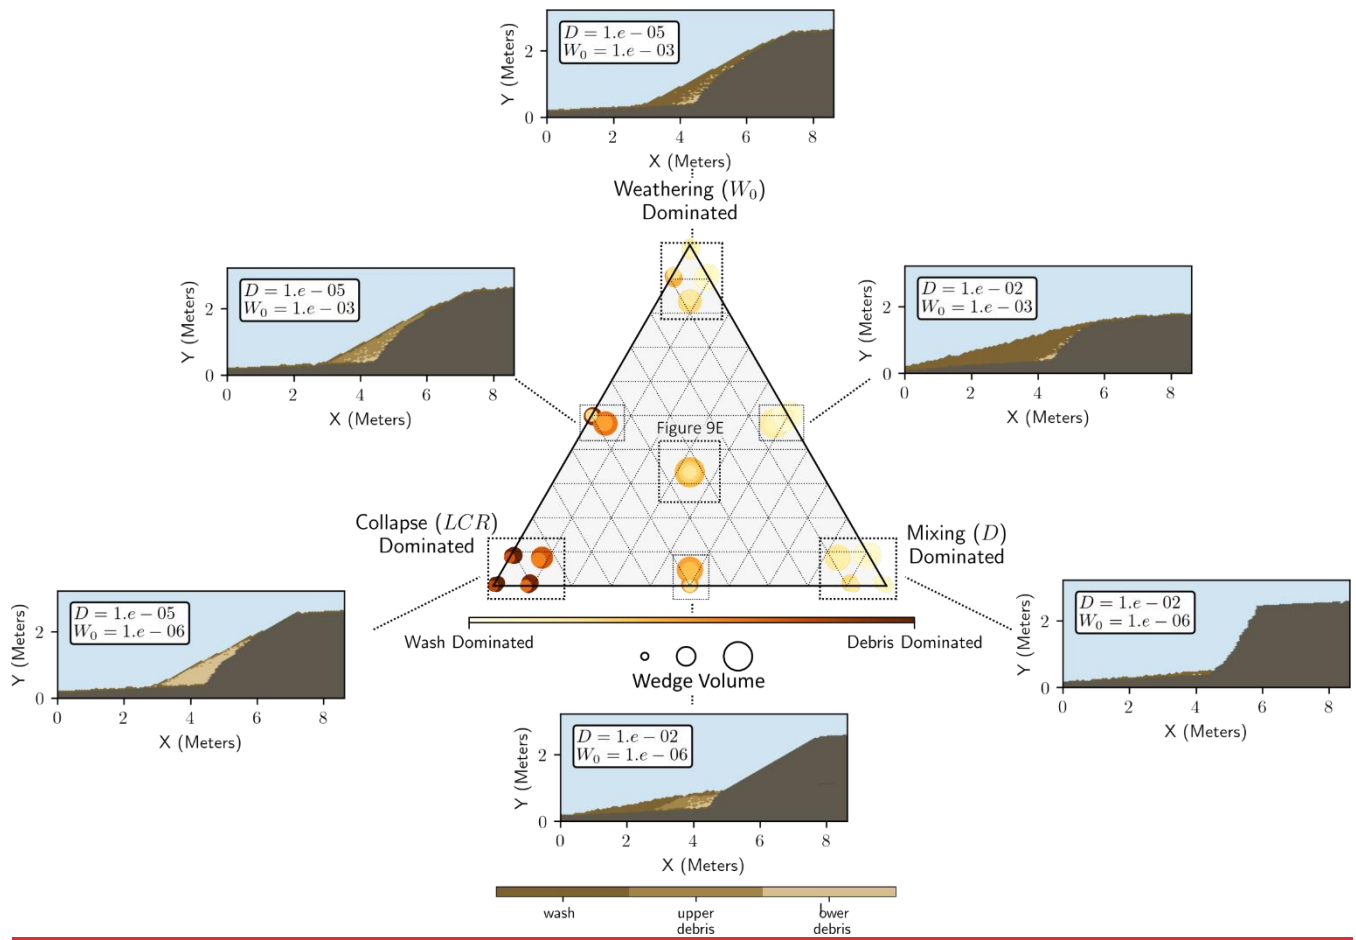 D = 1.e − 05
W₀ = 1.e − 03
Y (Meters)
2
0
0 2 4 6 8
X (Meters)
Weathering (W₀)
Dominated
D = 1.e − 05
W₀ = 1.e − 03
Y (Meters)
2
0
0 2 4 6 8
X (Meters)
D = 1.e − 02
W₀ = 1.e − 03
Y (Meters)
2
0
0 2 4 6 8
X (Meters)
Figure 9E
Collapse (LCR)
Dominated
Mixing (D)
Dominated
D = 1.e − 05
W₀ = 1.e − 06
Y (Meters)
2
0
0 2 4 6 8
X (Meters)
Wash Dominated
Debris Dominated
Wedge Volume
D = 1.e − 02
W₀ = 1.e − 06
Y (Meters)
2
0
0 2 4 6 8
X (Meters)
D = 1.e − 02
W₀ = 1.e − 06
Y (Meters)
2
0
0 2 4 6 8
X (Meters)
wash
upper
debris
lower
debris